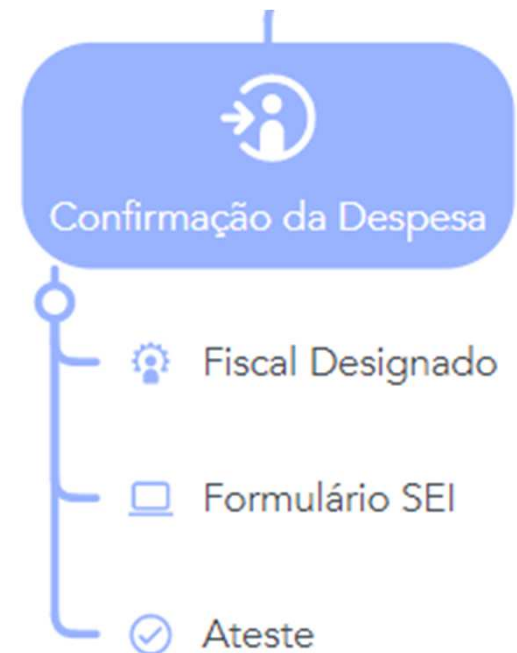 Confirmação da Despesa
Fiscal Designado
Formulário SEI
Ateste